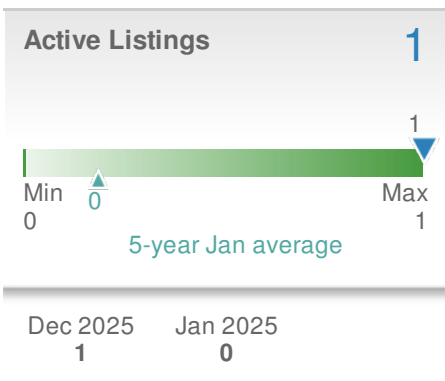 Active Listings 1
1
Min 0 Max
0 1
5-year Jan average
Dec 2025 Jan 2025
1 0